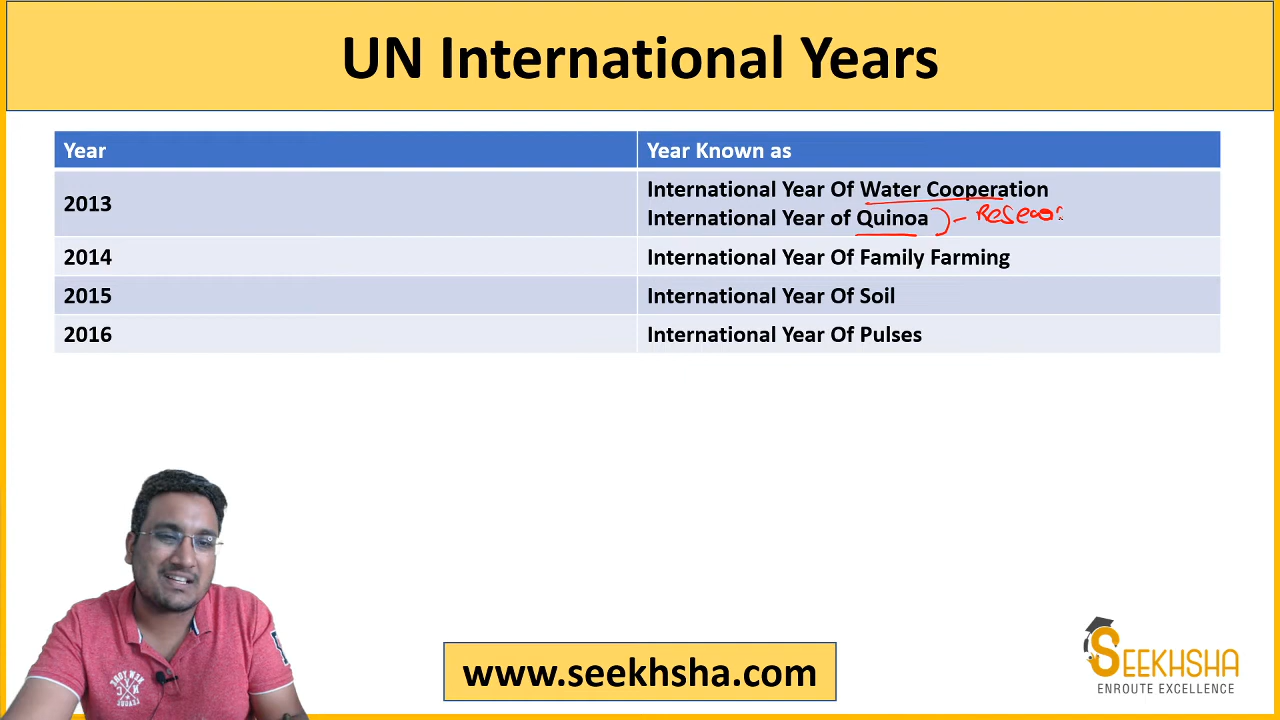 UN International Years
Year
Year Known as
2013
International Year Of Water Cooperation
International Year of Quinoa
2014
International Year Of Family Farming
2015
International Year Of Soil
2016
International Year Of Pulses
www.seekhsha.com
SEEKHSHA
ENROUTE EXCELLENCE